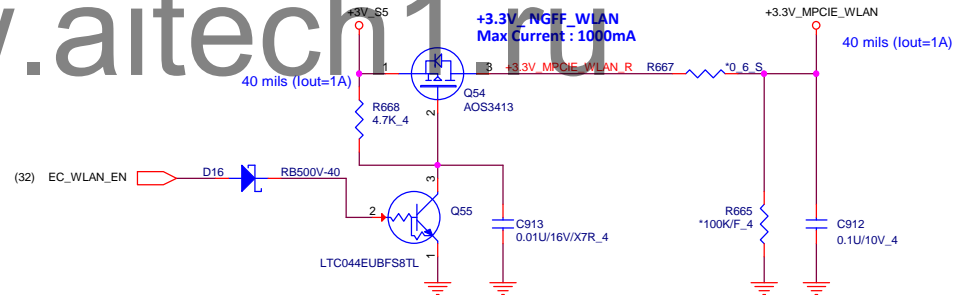 w.aitech1.ru
+3V_S5
+3.3V_NGFF_WLAN
Max Current : 1000mA
+3.3V_MPCIE_WLAN
40 mils (Iout=1A)
40 mils (Iout=1A)
1
3
+3.3V_MPCIE_WLAN_R
R667
*0_6_S
Q54
AOS3413
R668
4.7K_4
2
(32)
EC_WLAN_EN
D16
RB500V-40
3
2
Q55
1
LTC044EUBFS8TL
C913
0.01U/16V/X7R_4
R665
*100K/F_4
C912
0.1U/10V_4